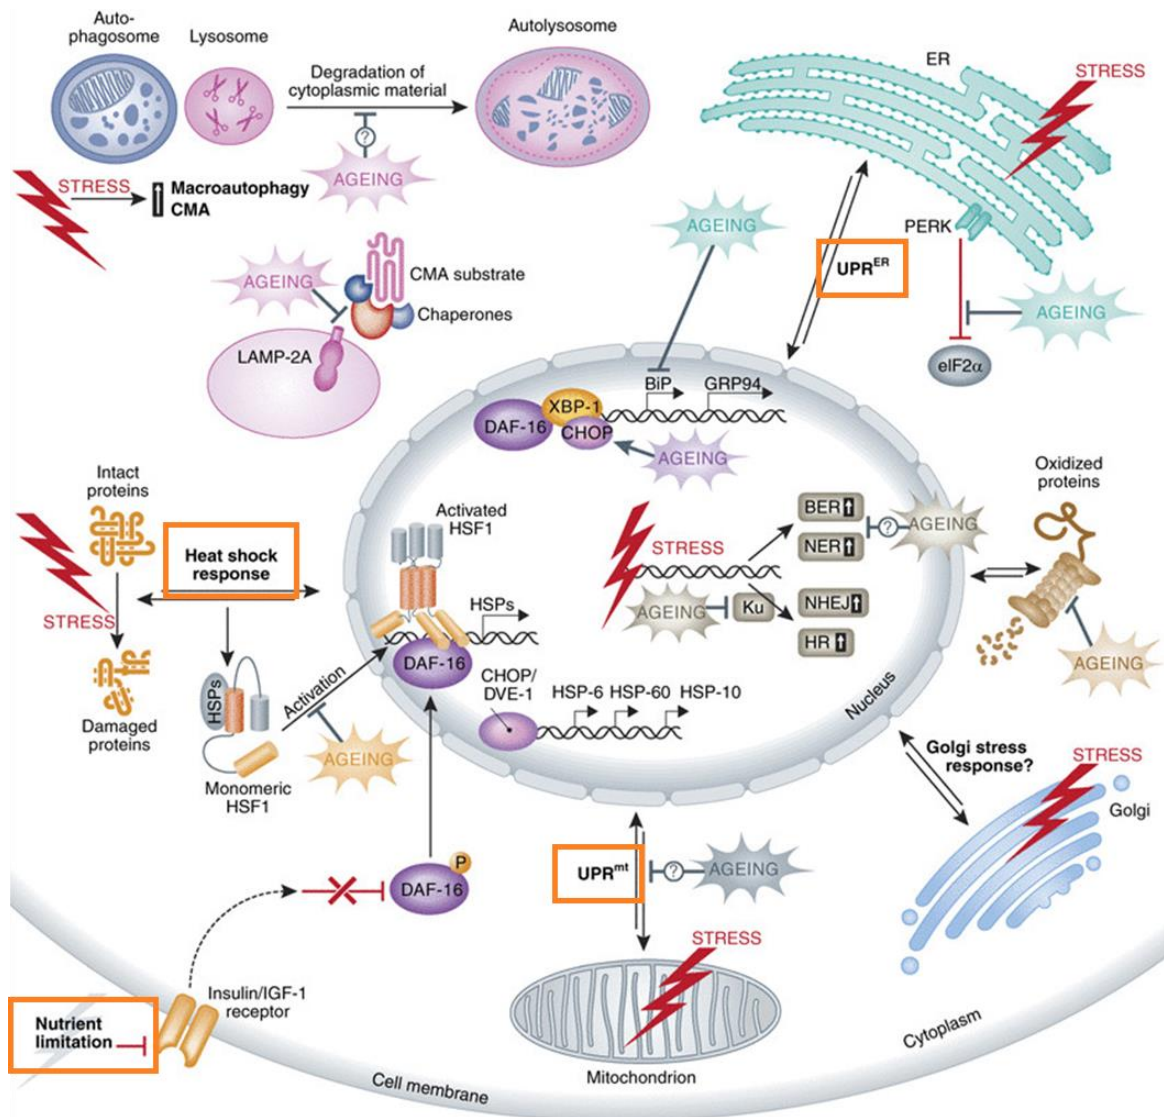 Auto-
phagosome
Lysosome
Degradation of
cytoplasmic material
Autolysosome
?
AGEING
STRESS
Macroautophagy
CMA
ER
STRESS
PERK
AGEING
eIF2α
UPRER
AGEING
AGEING
CMA substrate
Chaperones
LAMP-2A
BiP
GRP94
XBP-1
DAF-16
CHOP
AGEING
Intact
proteins
STRESS
Damaged
proteins
Heat shock
response
HSPs
Monomeric
HSF1
Activation
AGEING
Activated
HSF1
HSPs
DAF-16
STRESS
BER
NER
?
AGEING
AGEING
Ku
NHEJ
HR
Oxidized
proteins
AGEING
CHOP/
DVE-1
HSP-6
HSP-60
HSP-10
Nucleus
Golgi stress
response?
STRESS
Golgi
P
DAF-16
UPRmt
?
AGEING
STRESS
Mitochondrion
Insulin/IGF-1
receptor
Nutrient
limitation
Cell membrane
Cytoplasm